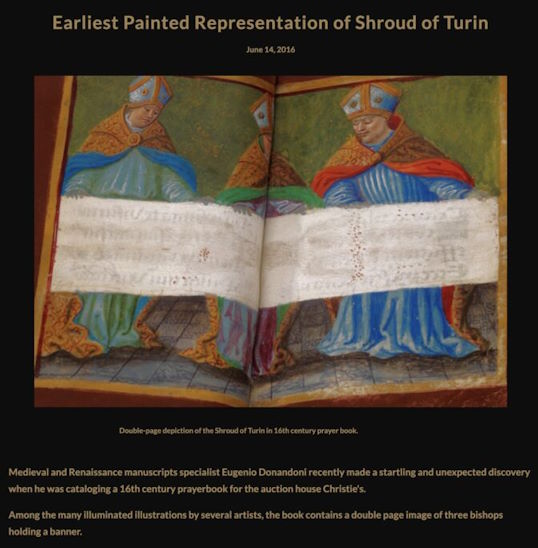 Earliest Painted Representation of Shroud of Turin
June 14, 2016
Double-page depiction of the Shroud of Turin in 16th century prayer book.
Medieval and Renaissance manuscripts specialist Eugenio Donandoni recently made a startling and unexpected discovery
when he was cataloging a 16th century prayerbook for the auction house Christie's.
Among the many illuminated illustrations by several artists, the book contains a double page image of three bishops
holding a banner.